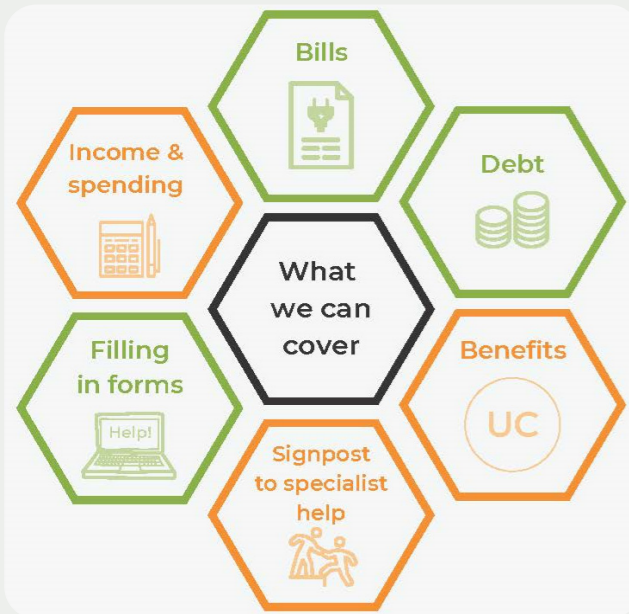 Bills
Income &
spending
Debt
What
we can
cover
Filling
in forms
Help!
Benefits
UC
Signpost
to specialist
help